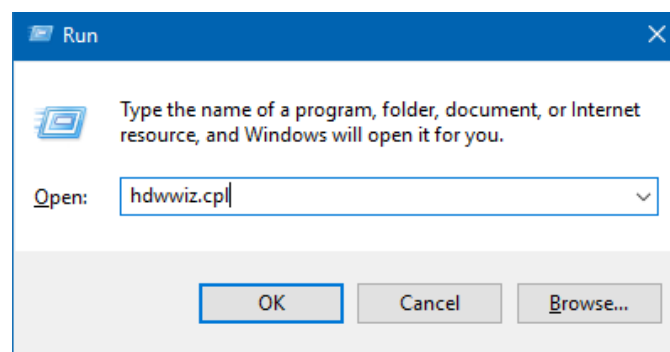 Run
Type the name of a program, folder, document, or Internet
resource, and Windows will open it for you.
Open: hdwwiz.cpl
OK Cancel Browse...